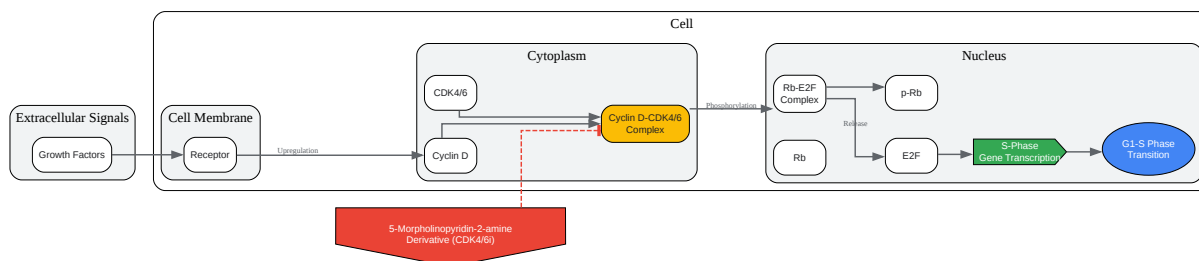 Cell
Cytoplasm
Nucleus
Extracellular Signals
Cell Membrane
Growth Factors
Receptor
Upregulation
CDK4/6
Cyclin D
Cyclin D-CDK4/6
Complex
Phosphorylation
Rb-E2F
Complex
p-Rb
Release
Rb
E2F
S-Phase
Gene Transcription
G1-S Phase
Transition
5-Morpholinopyridin-2-amine
Derivative (CDK4/6i)